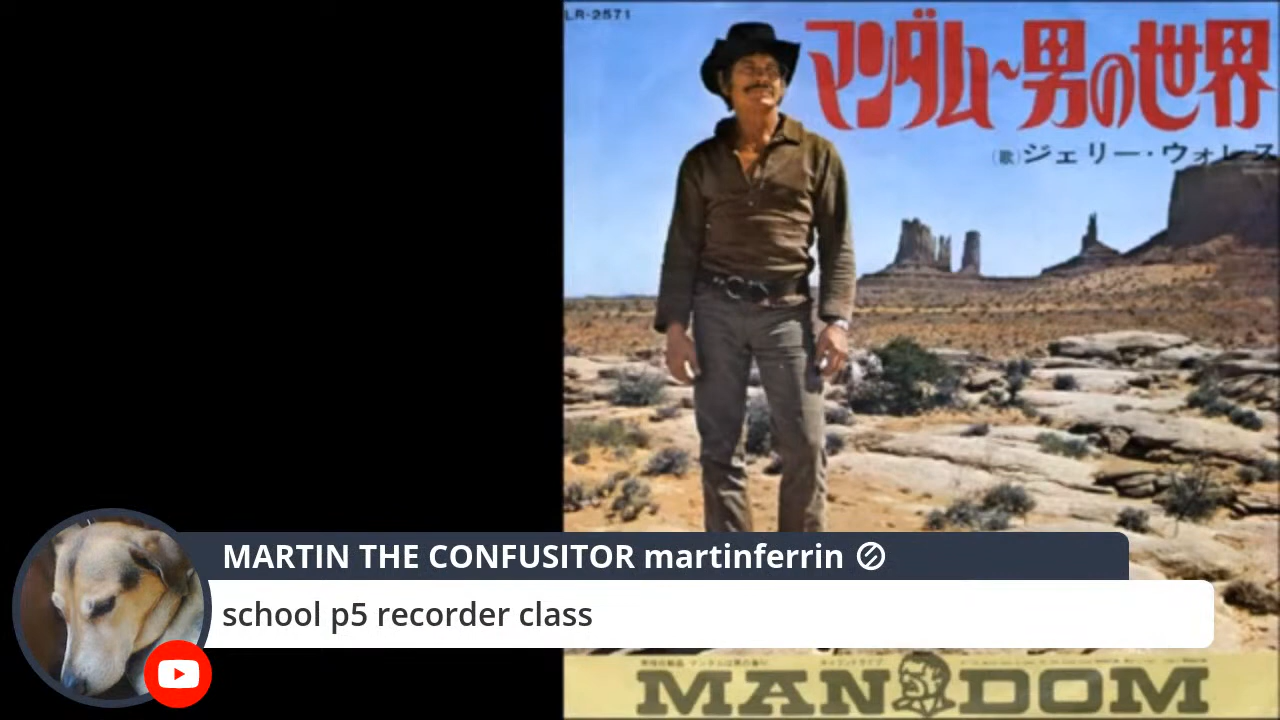 LR-2571
マンダム〜男の世界
(歌)ジェリー・ウォレス
MARTIN THE CONFUSITOR martinferrin
school p5 recorder class
MANDOM